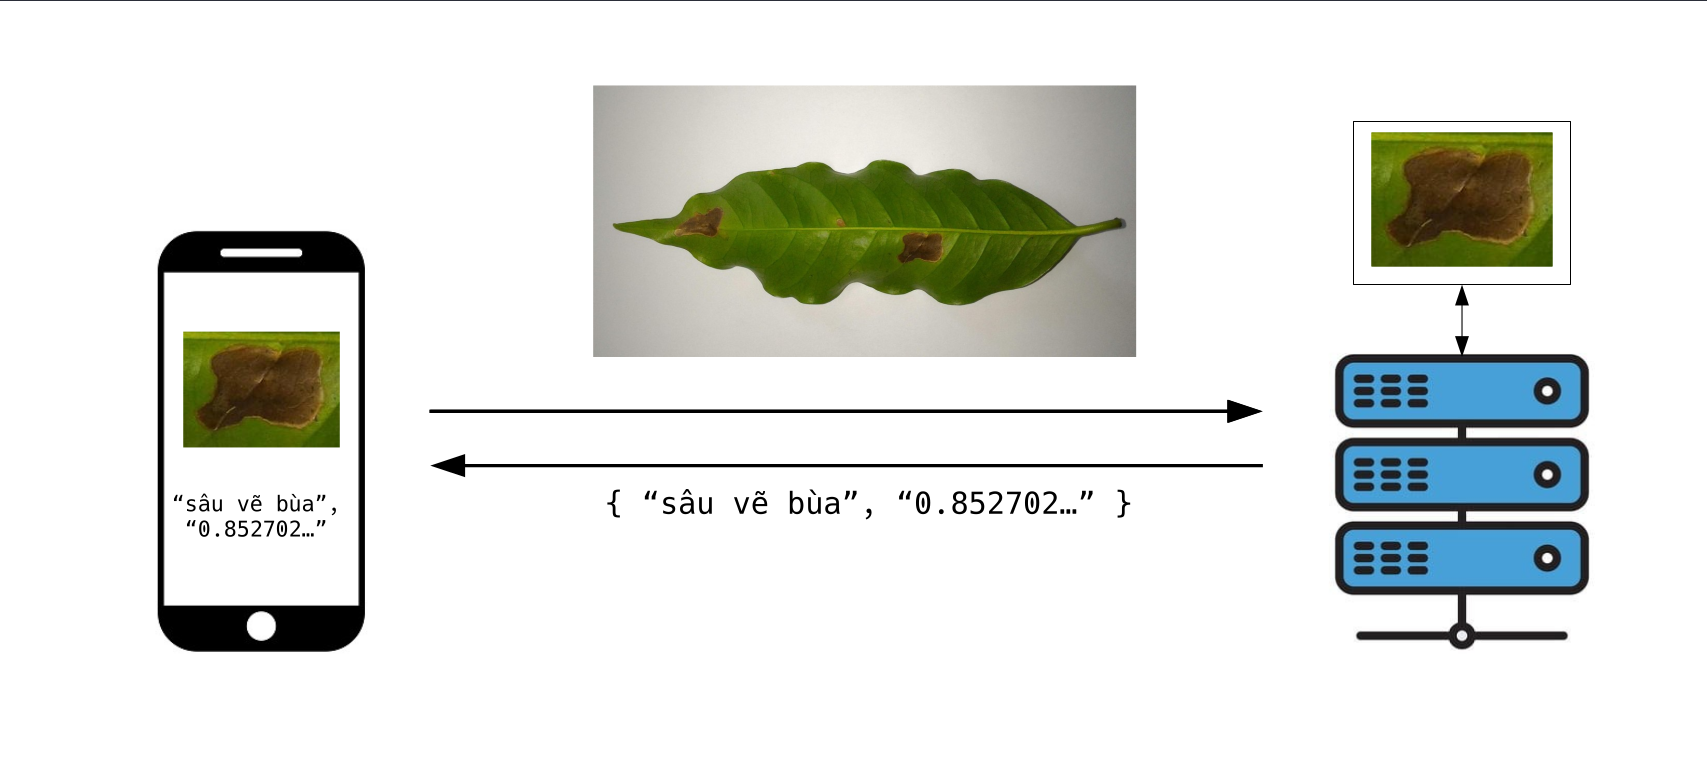 “sâu vẽ bùa”,
“0.852702…”
{ “sâu vẽ bùa”, “0.852702…” }